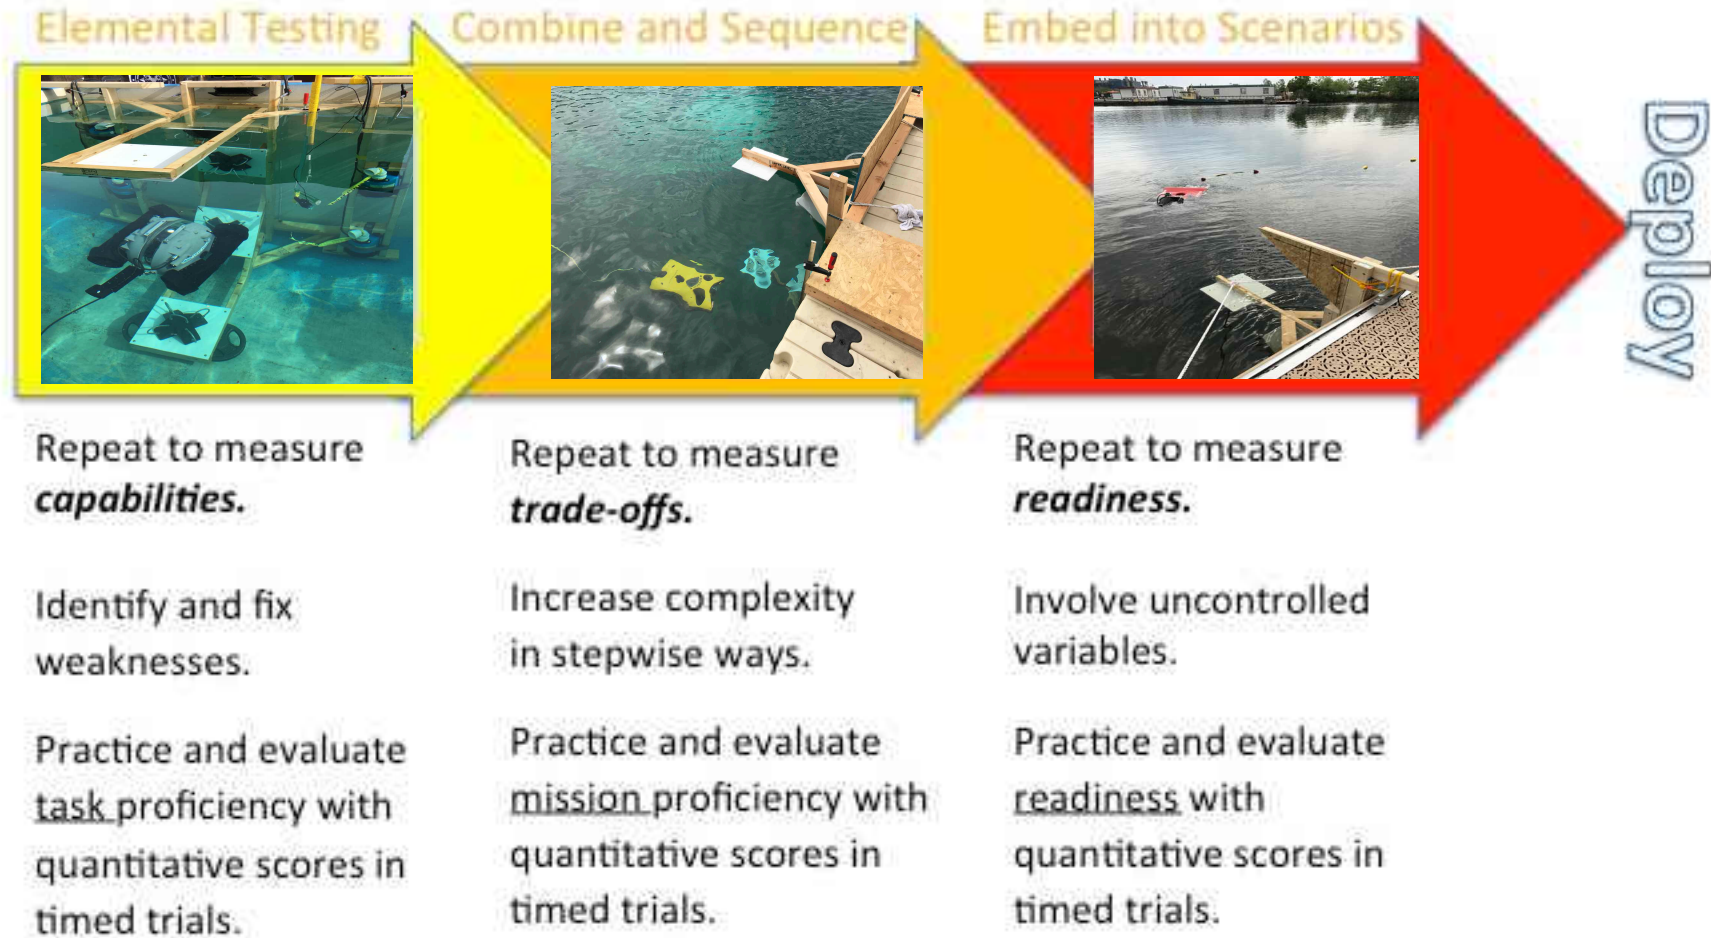 Elemental Testing
Combine and Sequence
Embed into Scenarios
Deploy
Repeat to measure
capabilities.
Identify and fix
weaknesses.
Practice and evaluate
task proficiency with
quantitative scores in
timed trials.
Repeat to measure
trade-offs.
Increase complexity
in stepwise ways.
Practice and evaluate
mission proficiency with
quantitative scores in
timed trials.
Repeat to measure
readiness.
Involve uncontrolled
variables.
Practice and evaluate
readiness with
quantitative scores in
timed trials.